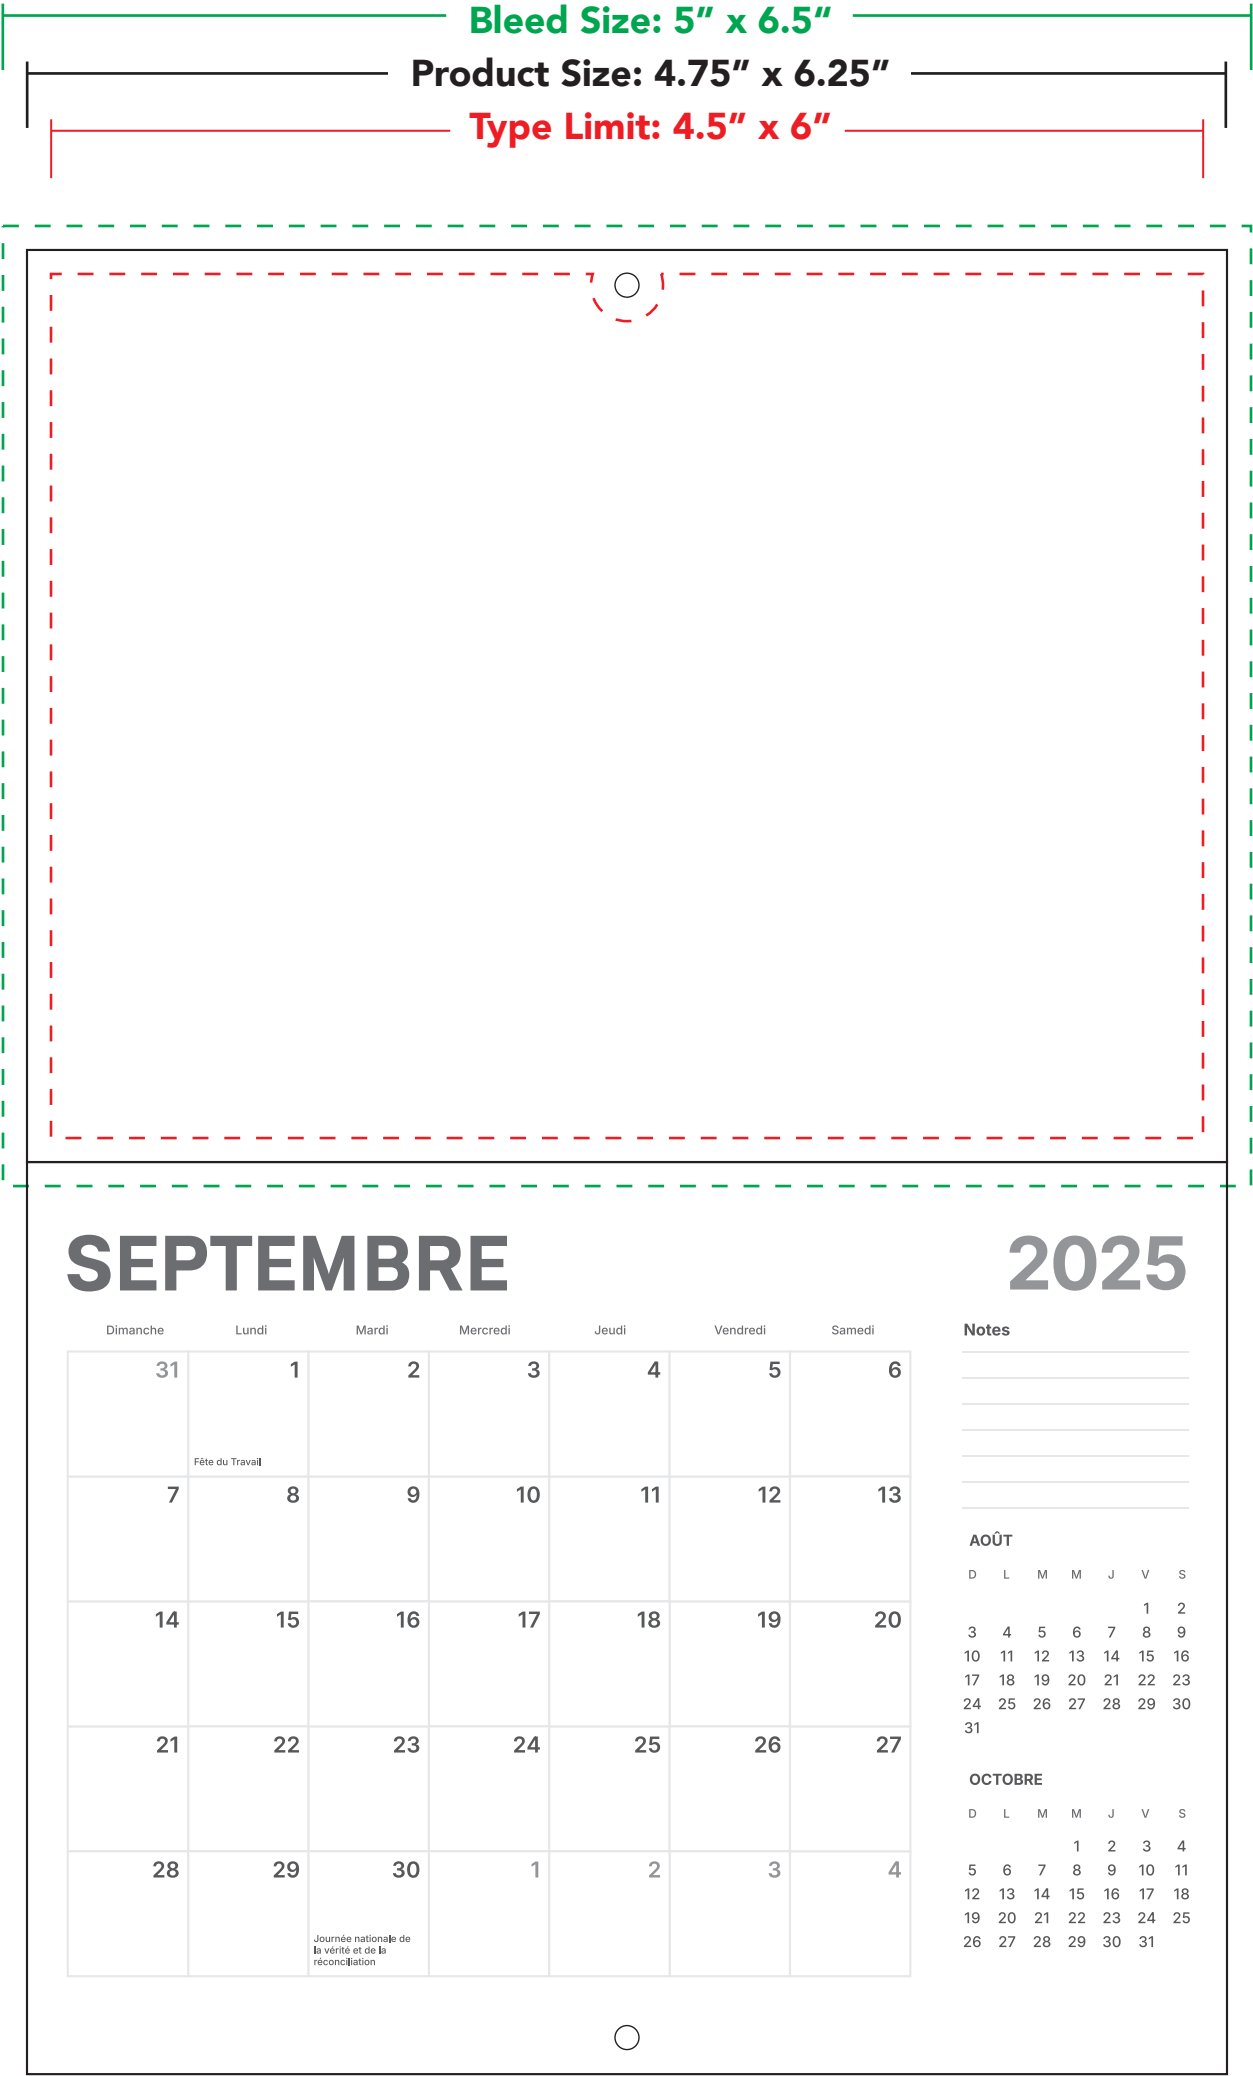 Bleed Size: 5” x 6.5”
Product Size: 4.75” x 6.25”
Type Limit: 4.5” x 6”
SEPTEMBRE 2025
Dimanche Lundi Mardi Mercredi Jeudi Vendredi Samedi
31 1 2 3 4 5 6
Fête du Travail
7 8 9 10 11 12 13
14 15 16 17 18 19 20
21 22 23 24 25 26 27
28 29 30 1 2 3 4
Journée nationale de
la vérité et de la
réconciliation
Notes
AOÛT
D L M M J V S
1 2
3 4 5 6 7 8 9
10 11 12 13 14 15 16
17 18 19 20 21 22 23
24 25 26 27 28 29 30
31
OCTOBRE
D L M M J V S
1 2 3 4
5 6 7 8 9 10 11
12 13 14 15 16 17 18
19 20 21 22 23 24 25
26 27 28 29 30 31